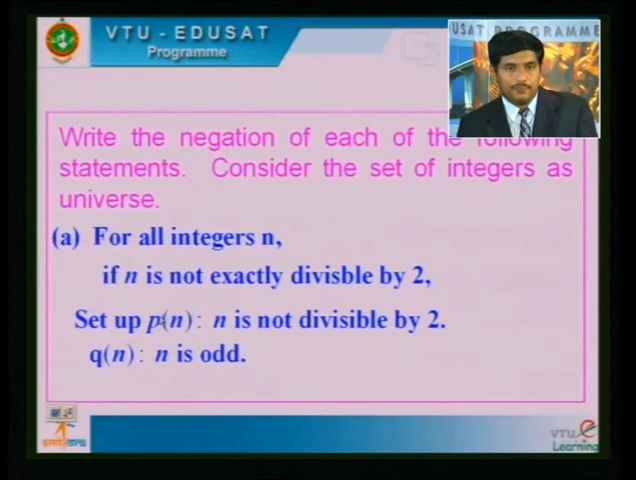 VTU - EDUSAT
Programme
USAT PROGRAMME
Write the negation of each of the following
statements. Consider the set of integers as
universe.
(a) For all integers n,
if n is not exactly divisble by 2,
Set up p(n): n is not divisible by 2.
q(n): n is odd.
VTU e
Learning